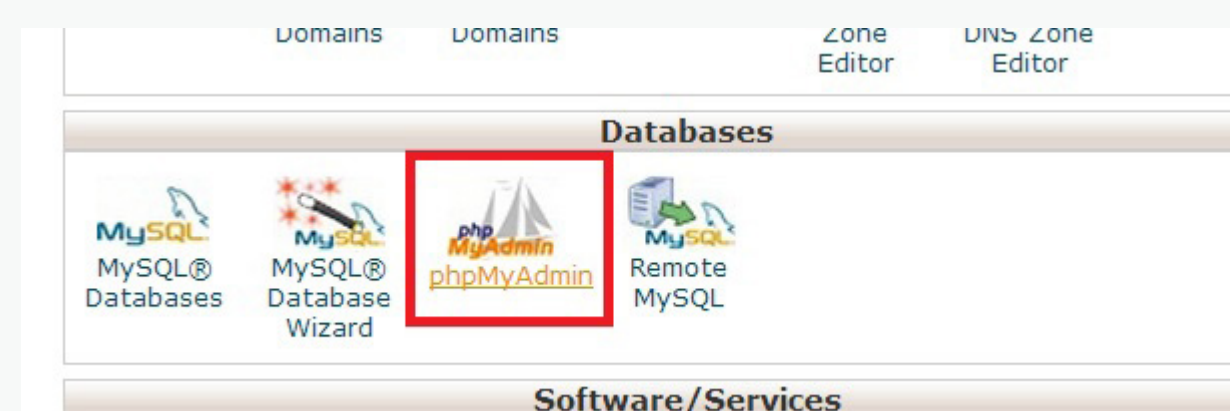 Domains
Domains
Zone
Editor
DNS Zone
Editor
Databases
MySQL
MySQL®
Databases
MySQL
MySQL®
Database
Wizard
php
MyAdmin
phpMyAdmin
MySQL
Remote
MySQL
Software/Services